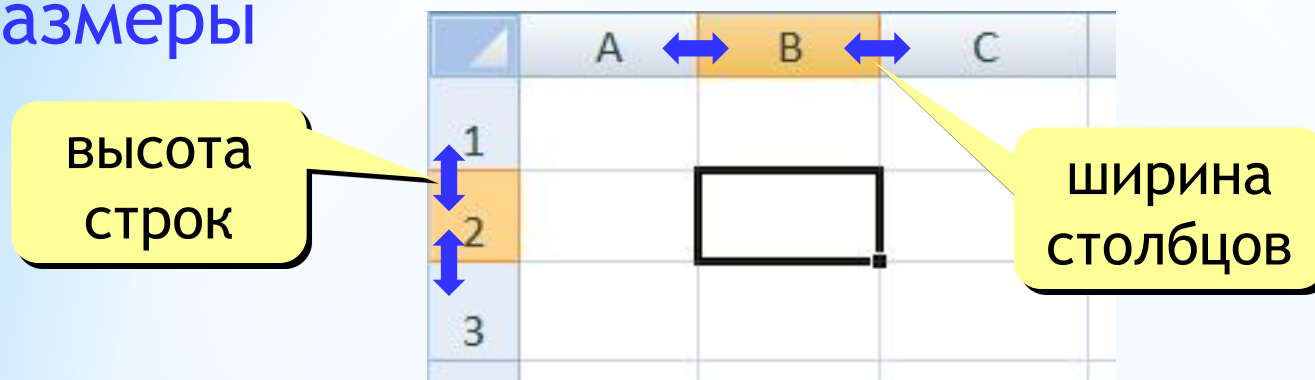 азмеры
A B C
1
2
3
высота
строк
ширина
столбцов